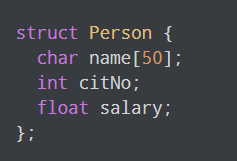 struct Person {
  char name[50];
  int citNo;
  float salary;
};